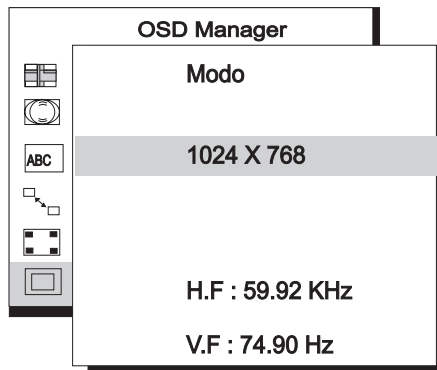 OSD Manager
Modo
ABC
1024 X 768
H.F : 59.92 KHz
V.F : 74.90 Hz